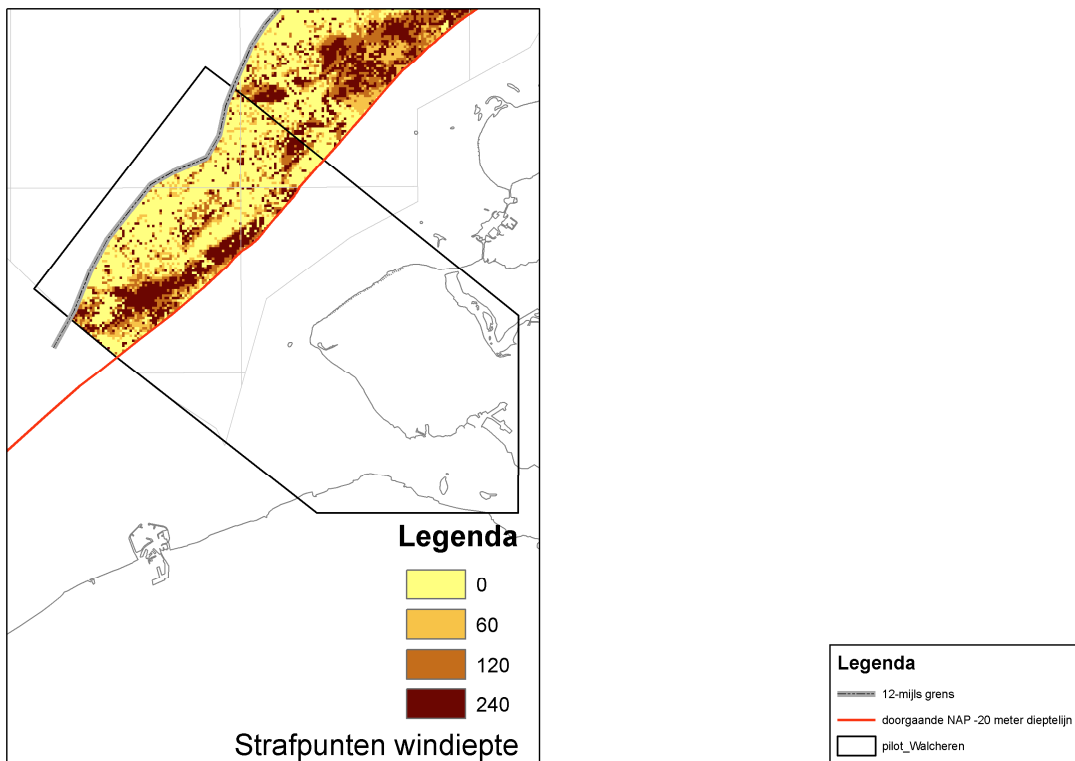 Legenda
0
60
120
240
Strafpunten windiepte
Legenda
12-mijls grens
doorgaande NAP -20 meter dieptelijn
pilot_Walcheren